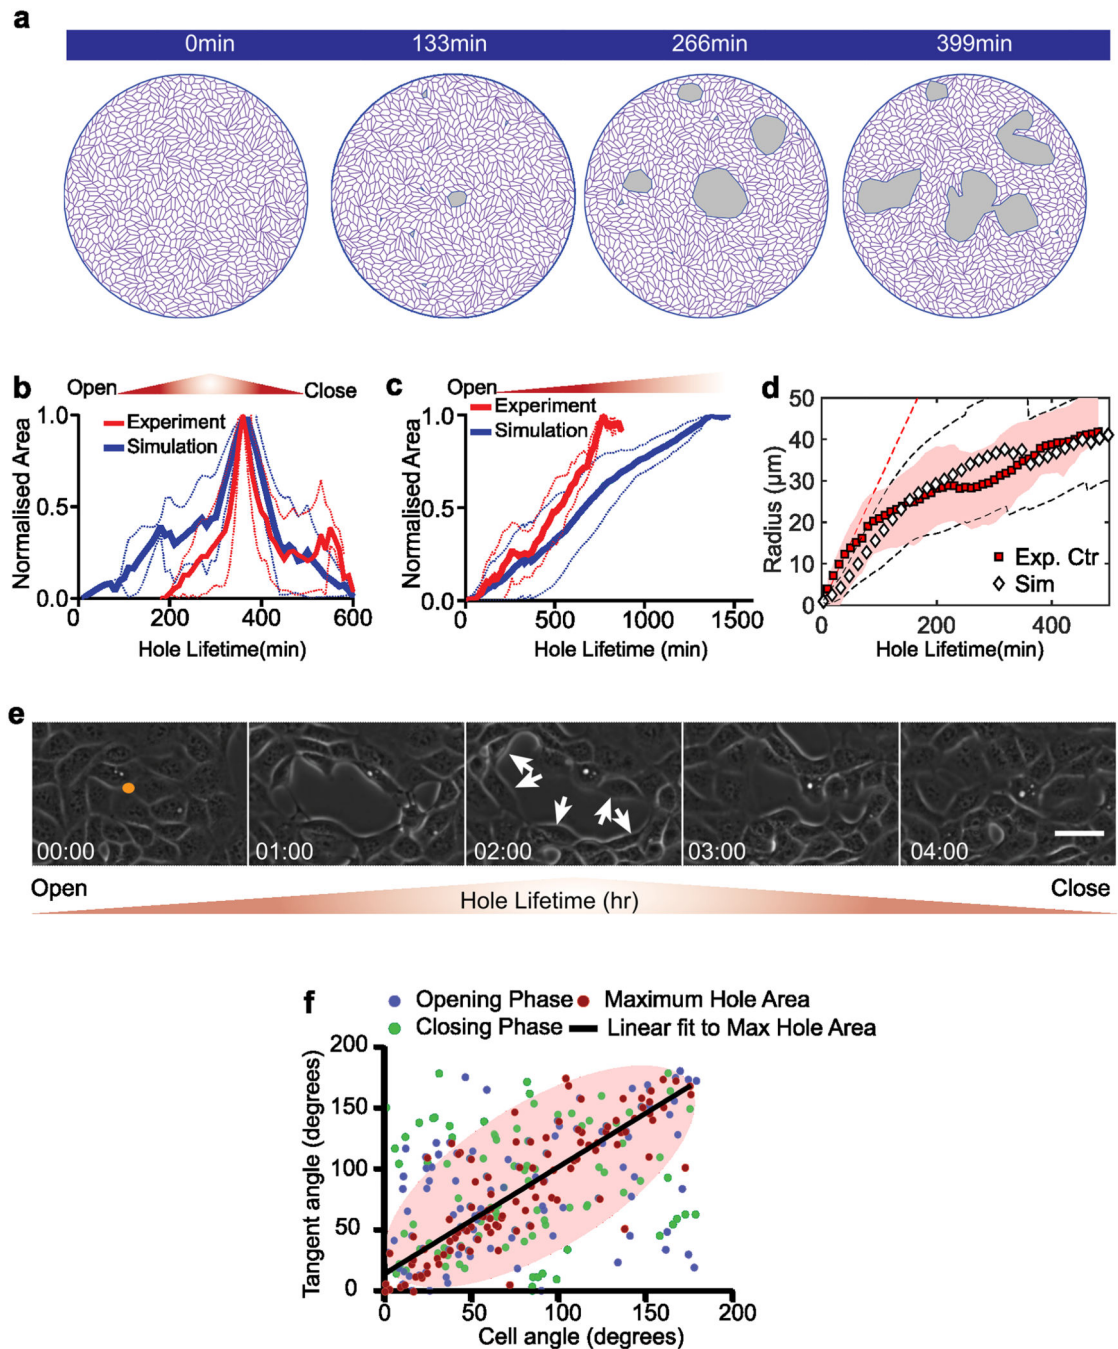 a
0min 133min 266min 399min
b
Open Close
1.0
Experiment
Simulation
0.5
0.0
0 200 400 600
Normalised Area
Hole Lifetime(min)
c
Open
1.0
Experiment
Simulation
0.5
0.0
0 500 1000 1500
Normalised Area
Hole Lifetime (min)
d
50
40
30
20
10
0
Exp. Ctr
Sim
0 200 400
Radius (µm)
Hole Lifetime(min)
e
00:00 01:00 02:00 03:00 04:00
Open Close
Hole Lifetime (hr)
f
Opening Phase Maximum Hole Area
Closing Phase Linear fit to Max Hole Area
200
150
100
50
0
0 50 100 150 200
Tangent angle (degrees)
Cell angle (degrees)